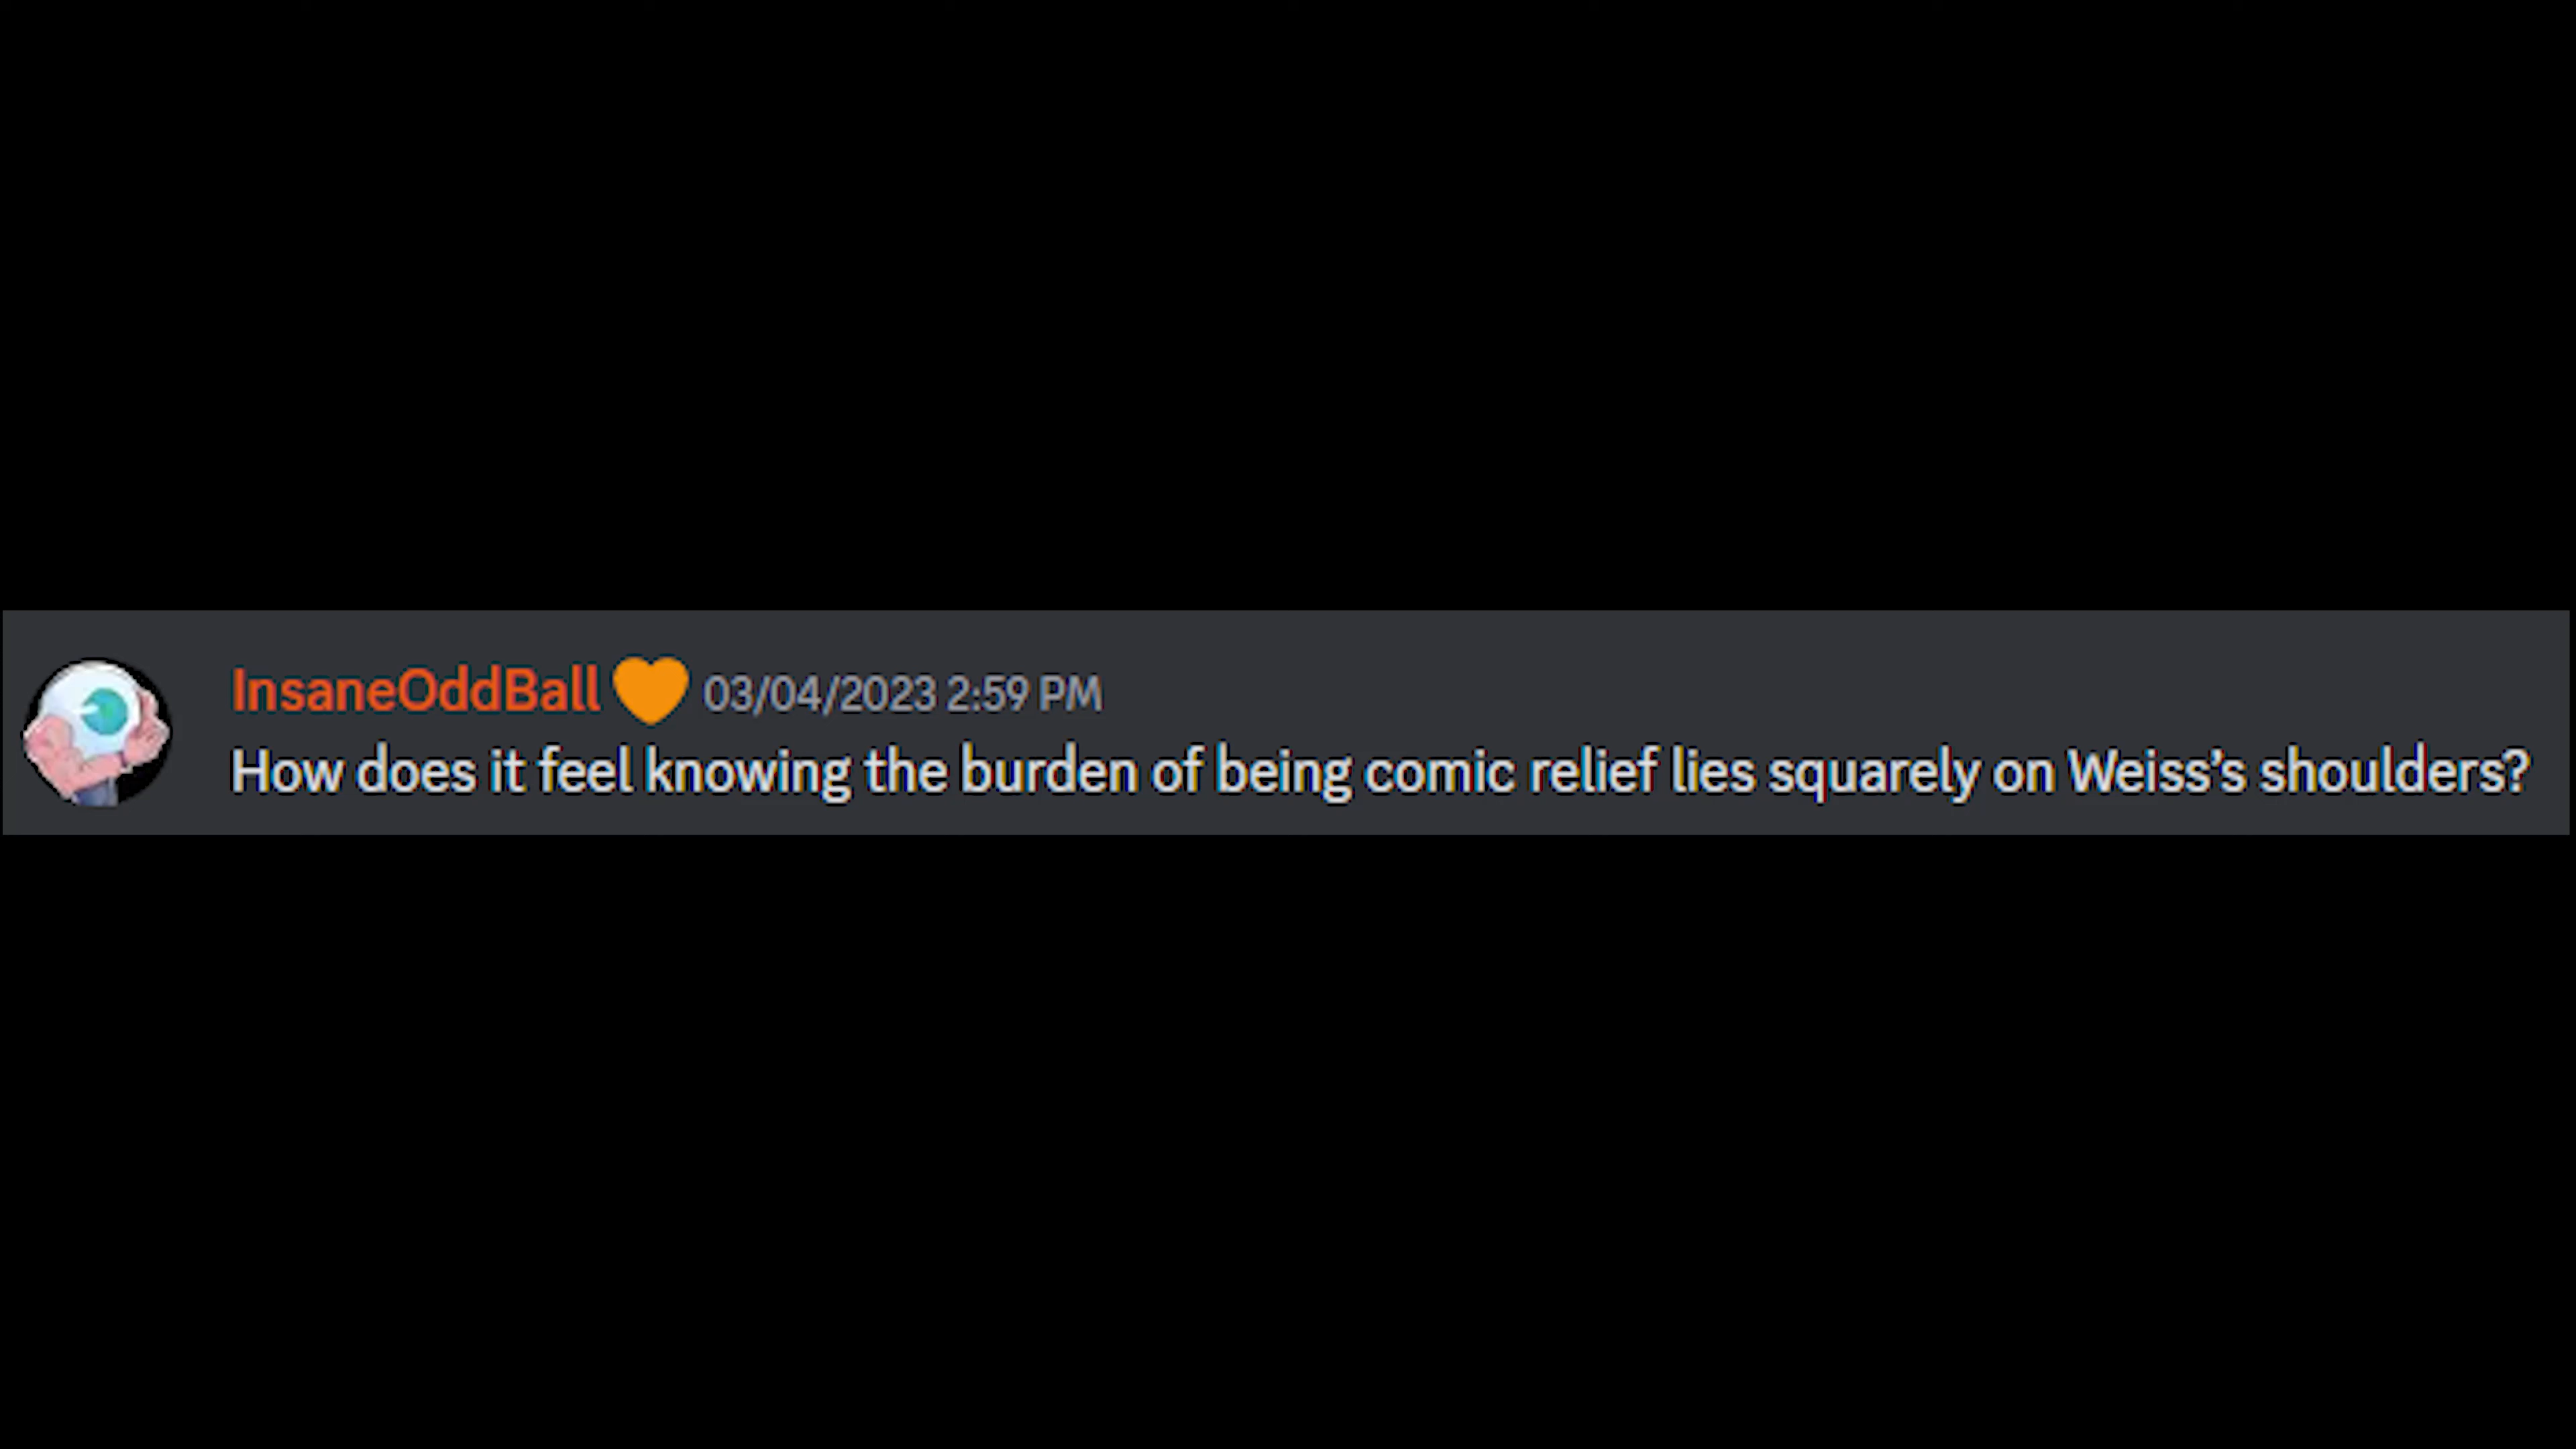 InsaneOddBall 🧡 03/04/2023 2:59 PM
How does it feel knowing the burden of being comic relief lies squarely on Weiss’s shoulders?